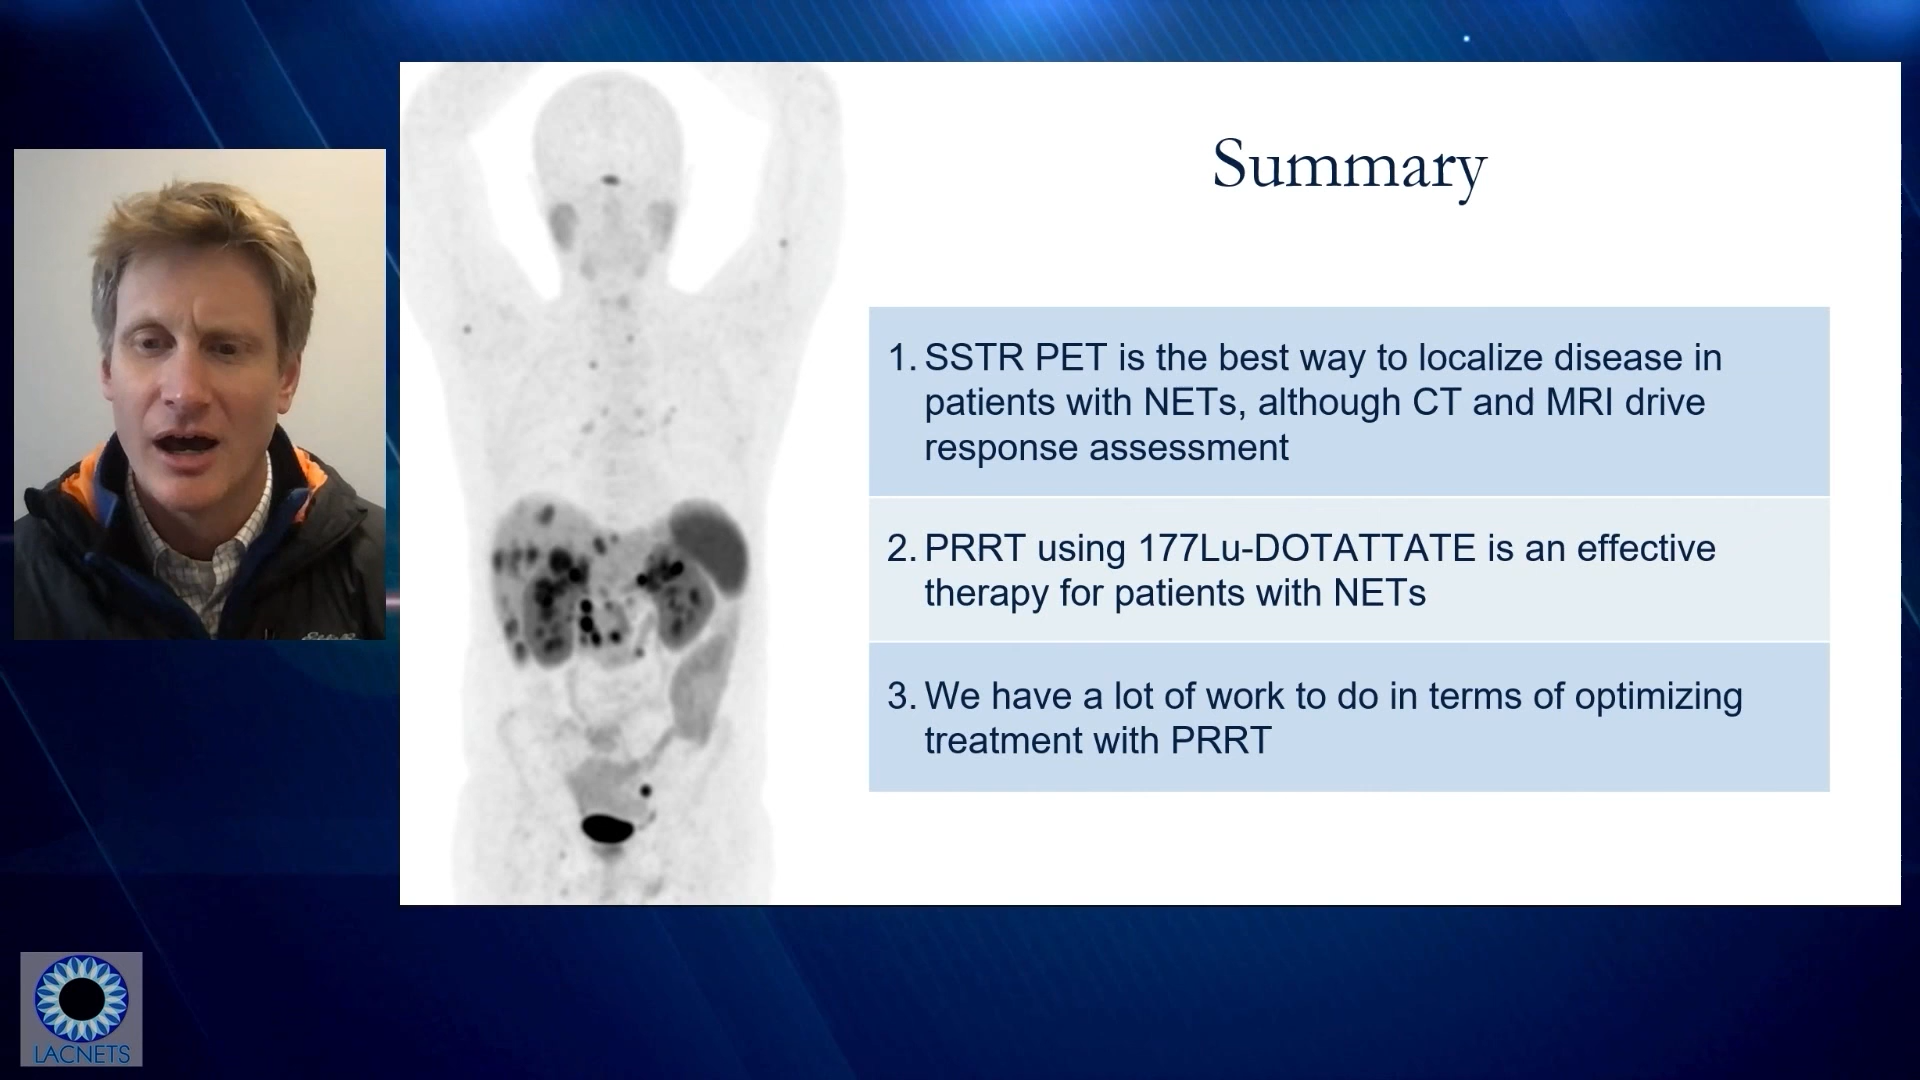 Summary
1. SSTR PET is the best way to localize disease in
patients with NETs, although CT and MRI drive
response assessment
2. PRRT using 177Lu-DOTATTATE is an effective
therapy for patients with NETs
3. We have a lot of work to do in terms of optimizing
treatment with PRRT
LACNETS